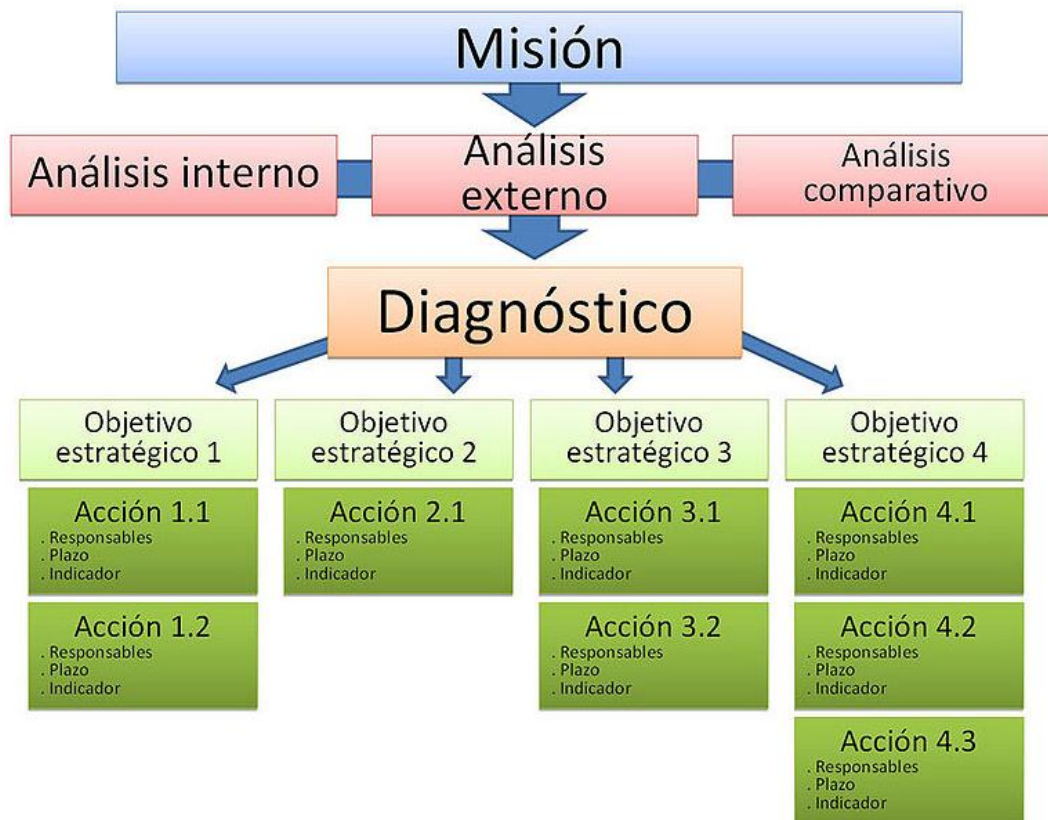 Misión
Análisis interno
Análisis
externo
Análisis
comparativo
Diagnóstico
Objetivo
estratégico 1
Acción 1.1
. Responsables
. Plazo
. Indicador
Acción 1.2
. Responsables
. Plazo
. Indicador
Objetivo
estratégico 2
Acción 2.1
. Responsables
. Plazo
. Indicador
Objetivo
estratégico 3
Acción 3.1
. Responsables
. Plazo
. Indicador
Acción 3.2
. Responsables
. Plazo
. Indicador
Objetivo
estratégico 4
Acción 4.1
. Responsables
. Plazo
. Indicador
Acción 4.2
. Responsables
. Plazo
. Indicador
Acción 4.3
. Responsables
. Plazo
. Indicador